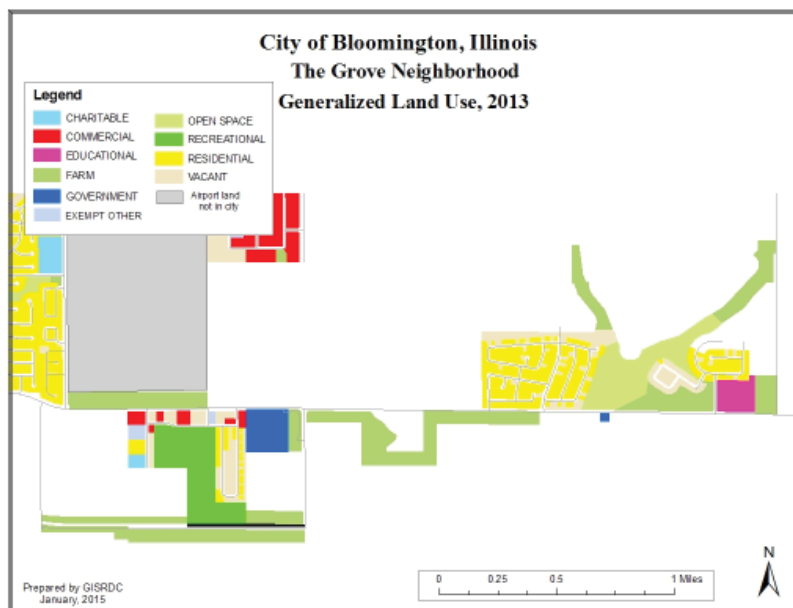 City of Bloomington, Illinois
The Grove Neighborhood
Generalized Land Use, 2013
Legend
CHARITABLE
COMMERCIAL
EDUCATIONAL
FARM
GOVERNMENT
EXEMPT OTHER
OPEN SPACE
RECREATIONAL
RESIDENTIAL
VACANT
Airport land
not in city
Prepared by GISRDC
January, 2015
0 0.25 0.5 1 Miles
N